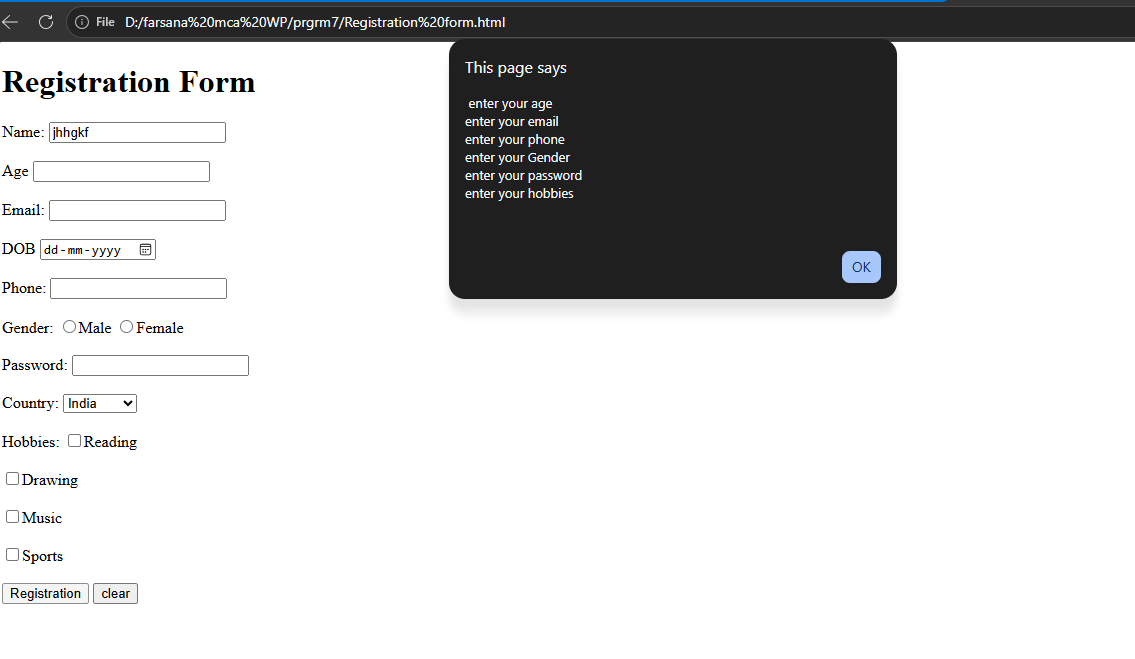 File D:/farsana%20mca%20WP/prgrm7/Registration%20form.html
This page says
enter your age
enter your email
enter your phone
enter your Gender
enter your password
enter your hobbies
OK
Registration Form
Name: jhhgkf
Age
Email:
DOB dd-mm-yyyy
Phone:
Gender: Male Female
Password:
Country: India
Hobbies: Reading
Drawing
Music
Sports
Registration clear